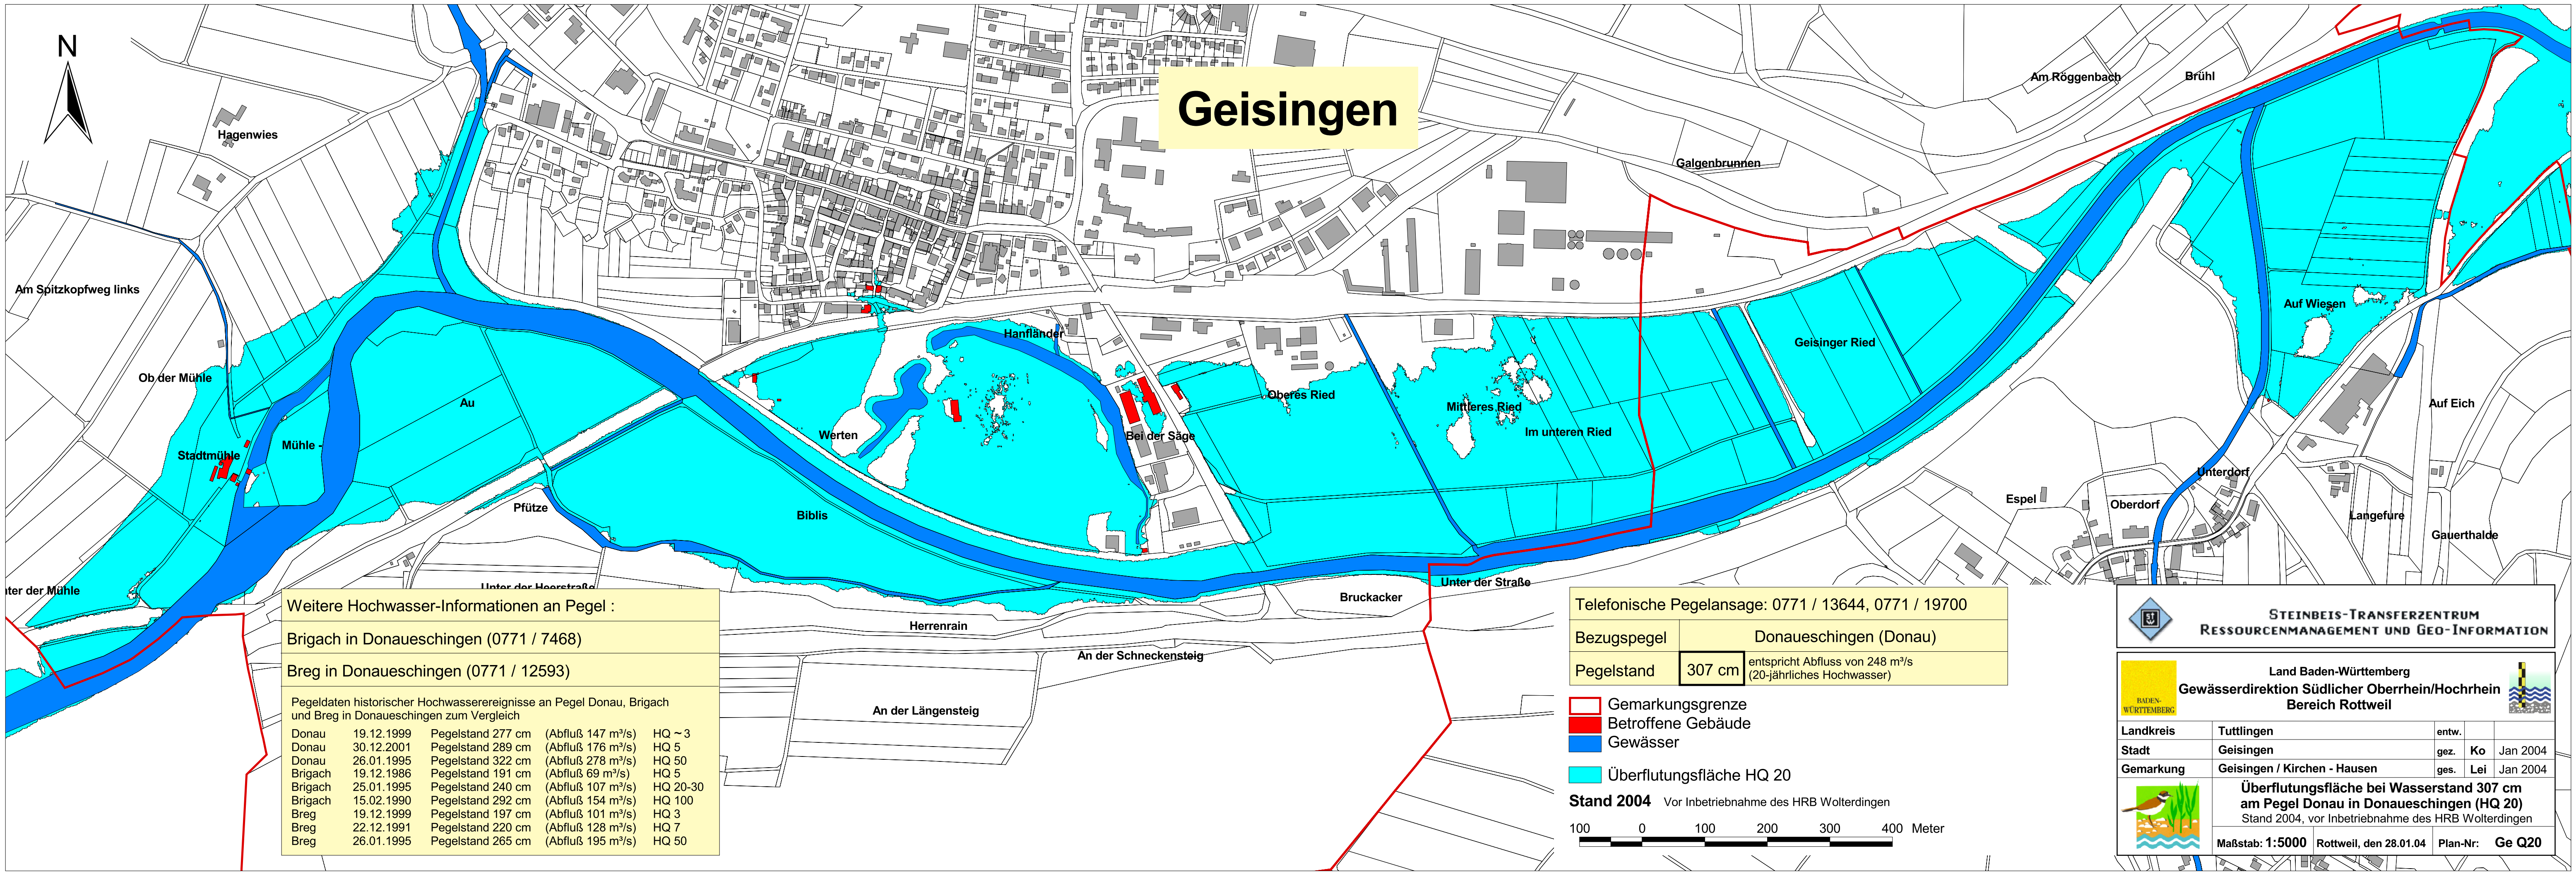 N
Geisingen
Hagenwies
Am Röggenbach
Brühl
Galgenbrunnen
Am Spitzkopfweg links
Auf Wiesen
Hanfländer
Geisinger Ried
Ob der Mühle
Au
Oberes Ried
Mittleres Ried
Auf Eich
Im unteren Ried
Werten
Bei der Säge
Mühle -
Stadtmühle
Unterdorf
Espel
Oberdorf
Pfütze
Biblis
Langefure
Gauerthalde
Unter der Heerstraße
nter der Mühle
Unter der Straße
Bruckacker
Herrenrain
An der Schneckensteig
An der Längensteig
Weitere Hochwasser-Informationen an Pegel :
Brigach in Donaueschingen (0771 / 7468)
Breg in Donaueschingen (0771 / 12593)
Pegeldaten historischer Hochwasserereignisse an Pegel Donau, Brigach
und Breg in Donaueschingen zum Vergleich
Donau 19.12.1999 Pegelstand 277 cm (Abfluß 147 m³/s) HQ ~ 3
Donau 30.12.2001 Pegelstand 289 cm (Abfluß 176 m³/s) HQ 5
Donau 26.01.1995 Pegelstand 322 cm (Abfluß 278 m³/s) HQ 50
Brigach 19.12.1986 Pegelstand 191 cm (Abfluß 69 m³/s) HQ 5
Brigach 25.01.1995 Pegelstand 240 cm (Abfluß 107 m³/s) HQ 20-30
Brigach 15.02.1990 Pegelstand 292 cm (Abfluß 154 m³/s) HQ 100
Breg 19.12.1999 Pegelstand 197 cm (Abfluß 101 m³/s) HQ 3
Breg 22.12.1991 Pegelstand 220 cm (Abfluß 128 m³/s) HQ 7
Breg 26.01.1995 Pegelstand 265 cm (Abfluß 195 m³/s) HQ 50
Telefonische Pegelansage: 0771 / 13644, 0771 / 19700
Bezugspegel Donaueschingen (Donau)
Pegelstand 307 cm entspricht Abfluss von 248 m³/s
(20-jährliches Hochwasser)
Gemarkungsgrenze
Betroffene Gebäude
Gewässer
Überflutungsfläche HQ 20
Stand 2004 Vor Inbetriebnahme des HRB Wolterdingen
100 0 100 200 300 400 Meter
STEINBEIS-TRANSFERZENTRUM
RESSOURCENMANAGEMENT UND GEO-INFORMATION
BADEN-
WÜRTTEMBERG
Land Baden-Württemberg
Gewässerdirektion Südlicher Oberrhein/Hochrhein
Bereich Rottweil
Landkreis Tuttlingen entw.
Stadt Geisingen gez. Ko Jan 2004
Gemarkung Geisingen / Kirchen - Hausen ges. Lei Jan 2004
Überflutungsfläche bei Wasserstand 307 cm
am Pegel Donau in Donaueschingen (HQ 20)
Stand 2004, vor Inbetriebnahme des HRB Wolterdingen
Maßstab: 1:5000 Rottweil, den 28.01.04 Plan-Nr: Ge Q20